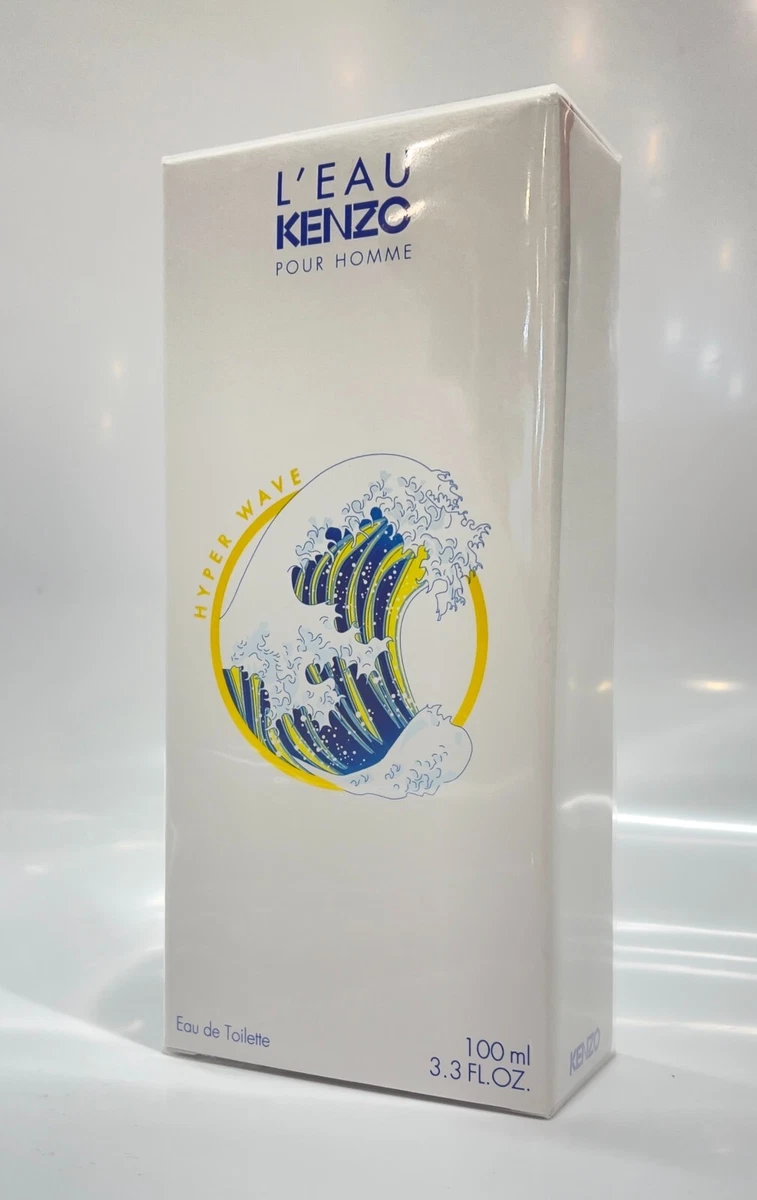 L'EAU
KENZO
POUR HOMME
HYPER WAVE
Eau de Toilette
100 ml
3.3 FL.OZ.
KENZO